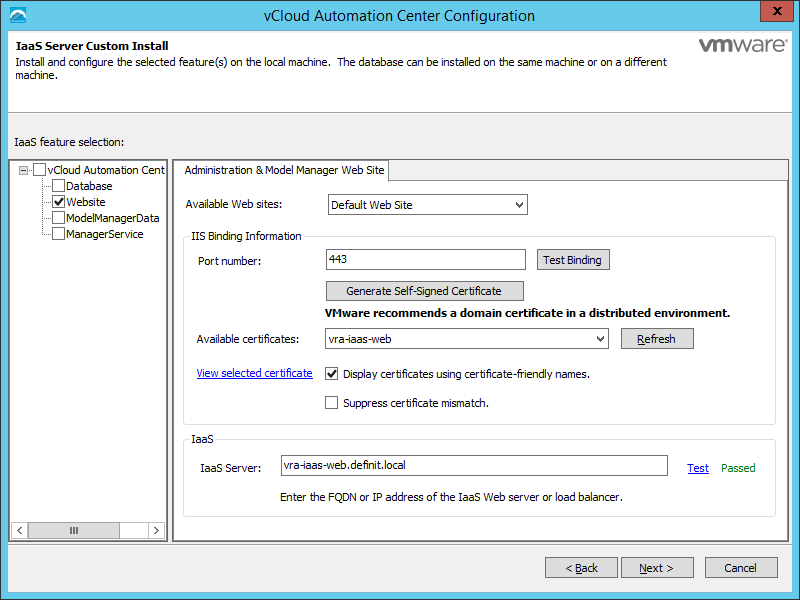 vCloud Automation Center Configuration
x
IaaS Server Custom Install
vmware®
Install and configure the selected feature(s) on the local machine.  The database can be installed on the same machine or on a different
machine.
IaaS feature selection:
vCloud Automation Cent
Database
Website
ModelManagerData
ManagerService
Administration & Model Manager Web Site
Available Web sites:
Default Web Site
IIS Binding Information
Port number:
443
Test Binding
Generate Self-Signed Certificate
VMware recommends a domain certificate in a distributed environment.
Available certificates:
vra-iaas-web
Refresh
View selected certificate
Display certificates using certificate-friendly names.
Suppress certificate mismatch.
IaaS
IaaS Server:
vra-iaas-web.definit.local
Test
Passed
Enter the FQDN or IP address of the IaaS Web server or load balancer.
< Back
Next >
Cancel